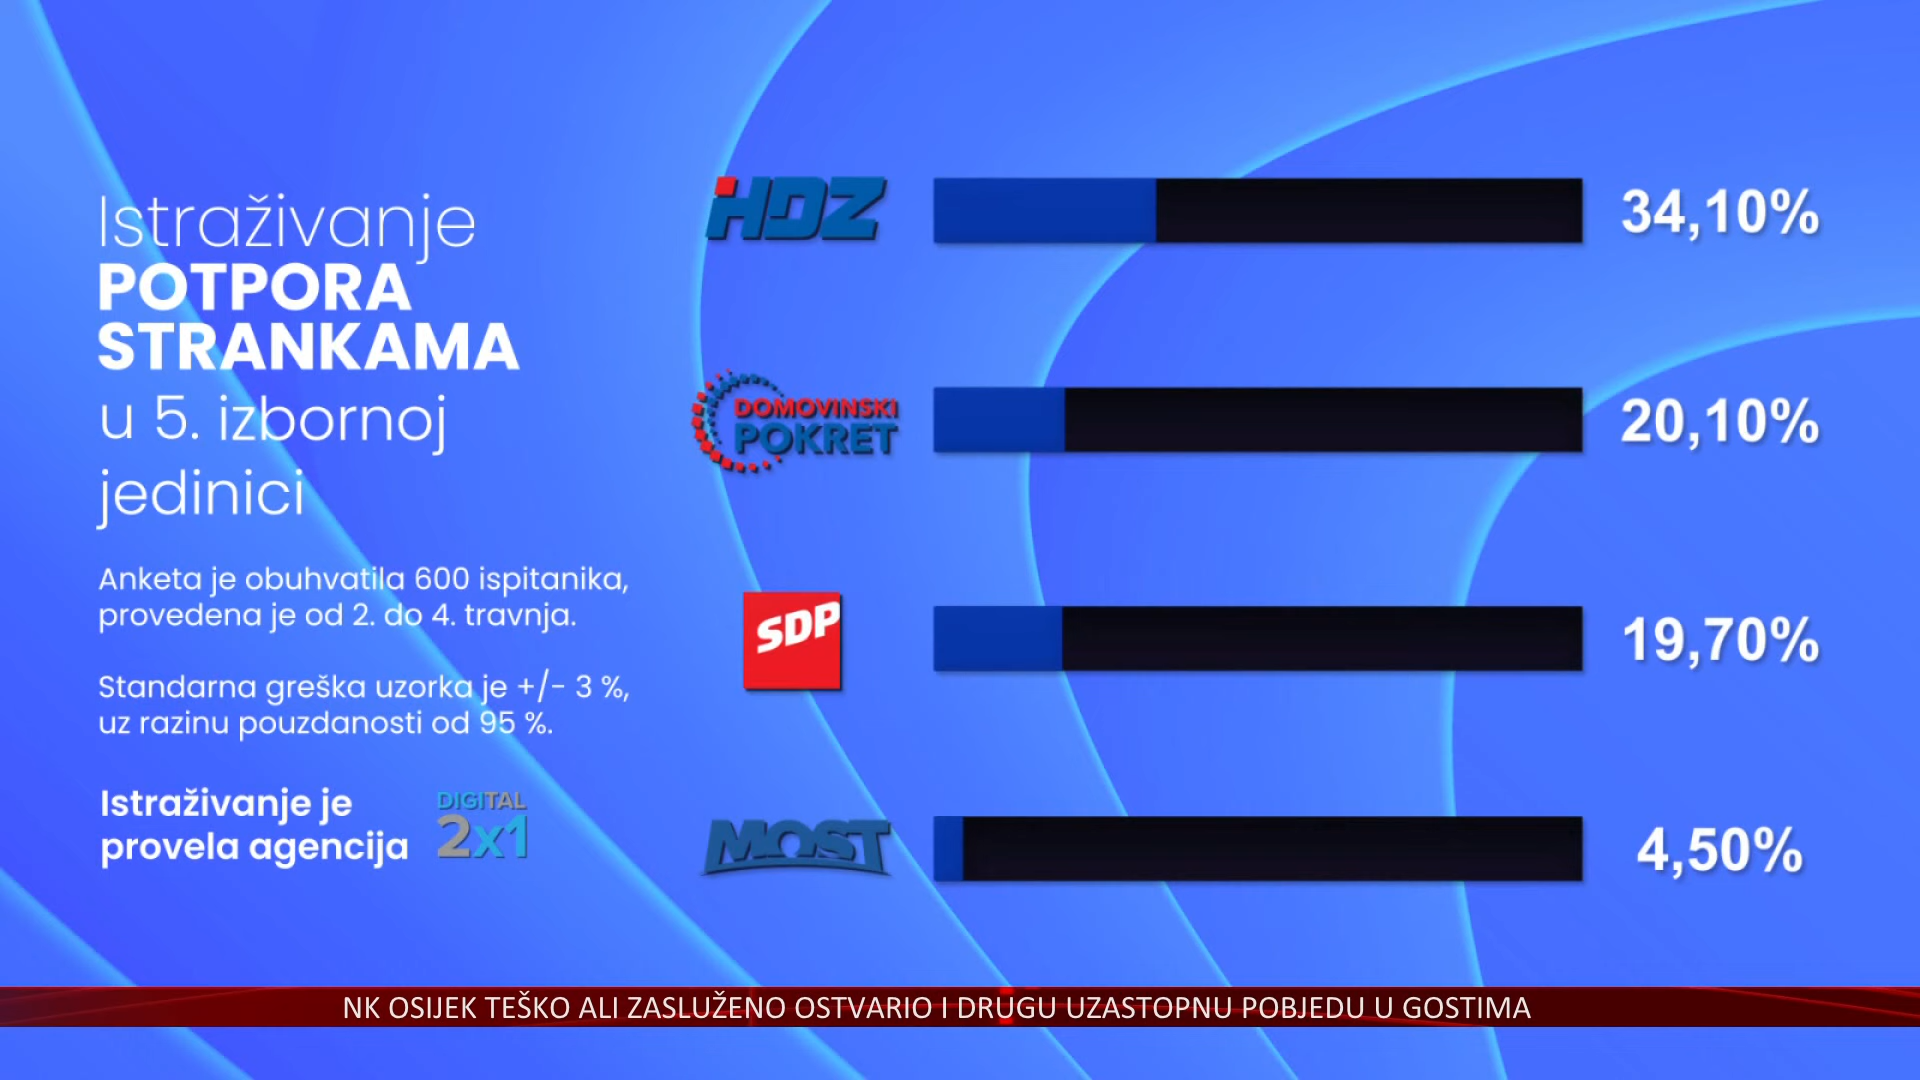 Istraživanje
POTPORA
STRANKAMA
u 5. izbornoj
jedinici
Anketa je obuhvatila 600 ispitanika,
provedena je od 2. do 4. travnja.
Standarna greška uzorka je +/- 3 %,
uz razinu pouzdanosti od 95 %.
Istraživanje je
provela agencija
DIGITAL
2x1
HDZ
34,10%
DOMOVINSKI
POKRET
20,10%
SDP
19,70%
MOST
4,50%
NK OSIJEK TEŠKO ALI ZASLUŽENO OSTVARIO I DRUGU UZASTOPNU POBJEDU U GOSTIMA